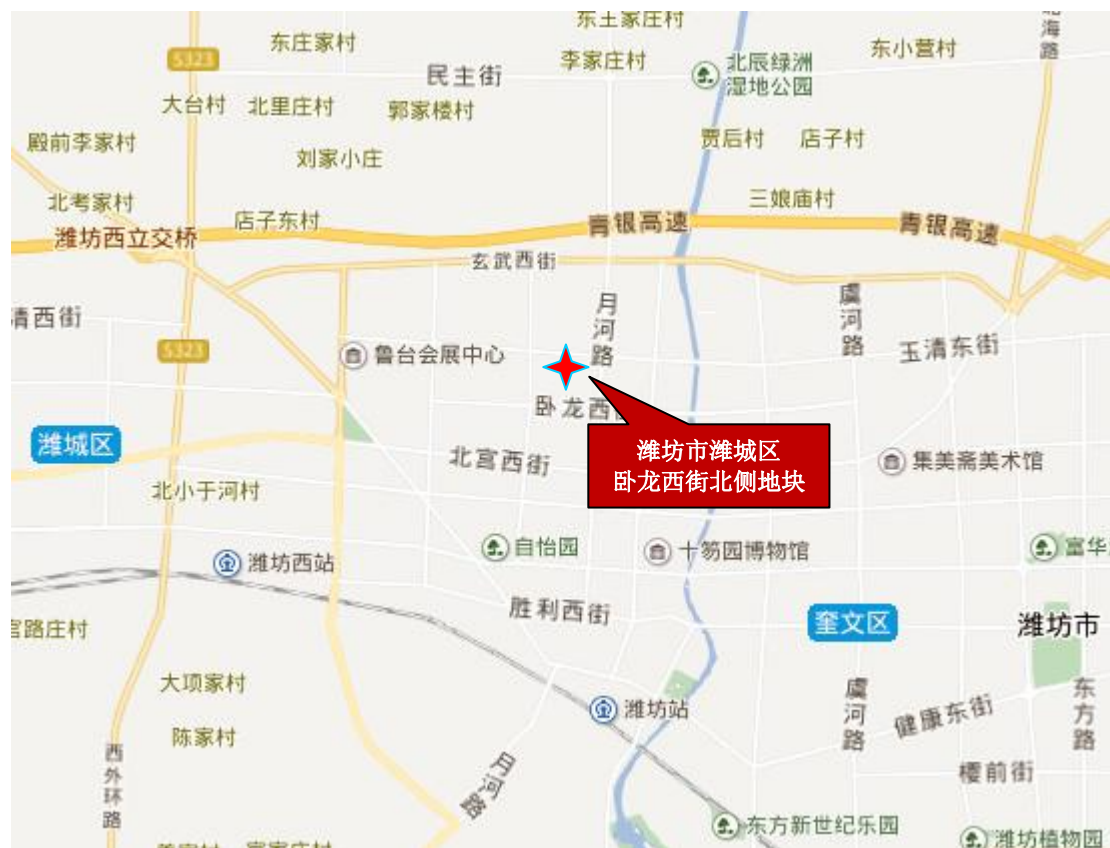 东王家庄村
北海路
东庄家村
李家庄村
东小营村
S323
民主街
北辰绿洲
湿地公园
大台村
北里庄村
郭家楼村
殿前李家村
刘家小庄
贾后村
店子村
北考家村
店子东村
三娘庙村
潍坊西立交桥
青银高速
青银高速
玄武西街
清西街
月河路
虞河路
玉清东街
S323
鲁台会展中心
卧龙西
潍城区
潍坊市潍城区
卧龙西街北侧地块
北宫西街
集美斋美术馆
北小于河村
自怡园
十笏园博物馆
富华
潍坊西站
胜利西街
官路庄村
奎文区
潍坊市
大项家村
虞河路
东方路
潍坊站
健康东街
陈家村
西外环路
月河路
樱前街
东方新世纪乐园
潍坊植物园